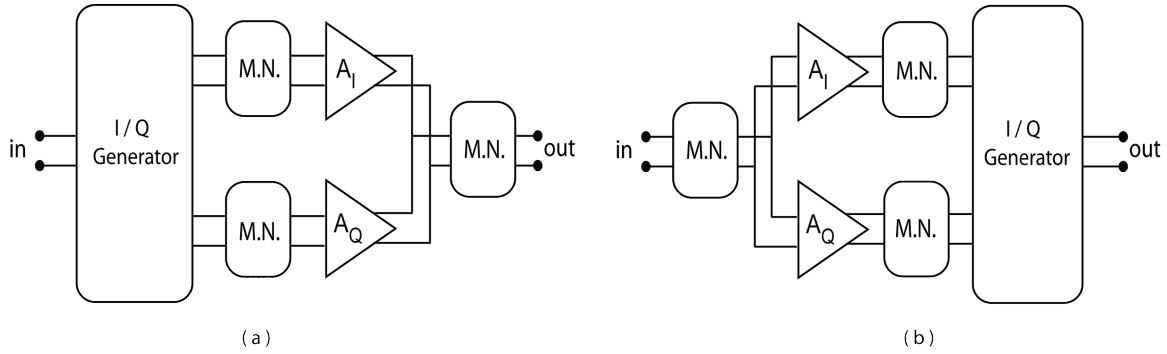 in
I / Q
Generator
M.N.
A_I
M.N.
A_Q
M.N.
out
( a )
in
M.N.
A_I
M.N.
A_Q
M.N.
I / Q
Generator
out
( b )